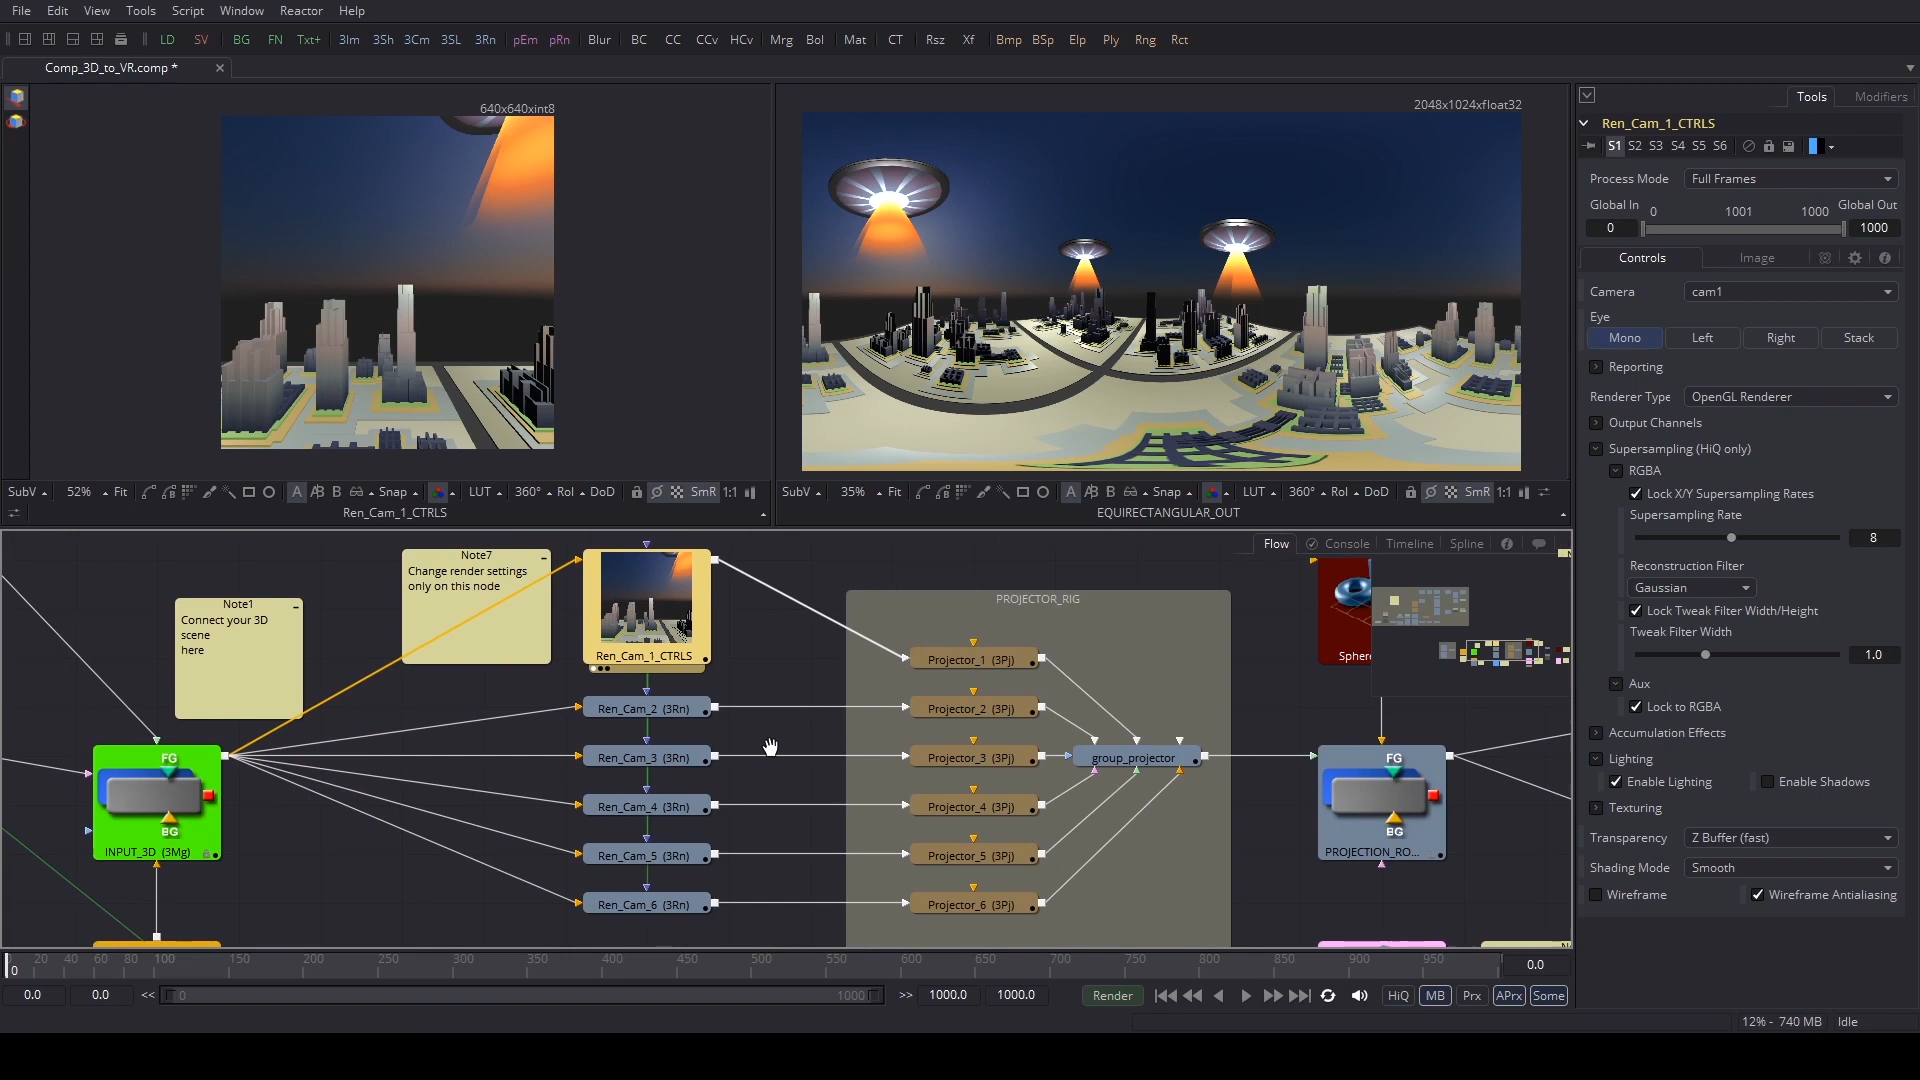 File Edit View Tools Script Window Reactor Help
LD SV BG FN Txt+ 3Im 3Sh 3Cm 3SL 3Rn pEm pRn Blur BC CC CCv HCv Mrg Bol Mat CT Rsz Xf Bmp BSp Elp Ply Rng Rct
Comp_3D_to_VR.comp *
640x640xint8
2048x1024xfloat32
SubV 52% Fit A B Snap LUT 360° RoI DoD SmR 1:1
Ren_Cam_1_CTRLS
SubV 35% Fit A B Snap LUT 360° RoI DoD SmR 1:1
EQUIRECTANGULAR_OUT
Flow Console Timeline Spline
Note7
Change render settings
only on this node
Note1
Connect your 3D
scene
here
Ren_Cam_1_CTRLS
Ren_Cam_2 (3Rn)
Ren_Cam_3 (3Rn)
Ren_Cam_4 (3Rn)
Ren_Cam_5 (3Rn)
Ren_Cam_6 (3Rn)
FG
BG
INPUT_3D (3Mg)
PROJECTOR_RIG
Projector_1 (3Pj)
Projector_2 (3Pj)
Projector_3 (3Pj)
Projector_4 (3Pj)
Projector_5 (3Pj)
Projector_6 (3Pj)
group_projector
Sphere
FG
BG
PROJECTION_RO...
0 20 40 60 80 100 150 200 250 300 350 400 450 500 550 600 650 700 750 800 850 900 950
0.0
0.0 0.0 << 0 1000 >> 1000.0 1000.0 Render HiQ MB Prx APrx Some
12% - 740 MB Idle
Tools Modifiers
Ren_Cam_1_CTRLS
S1 S2 S3 S4 S5 S6
Process Mode Full Frames
Global In 0 1001 1000 Global Out
0 1000
Controls Image
Camera cam1
Eye
Mono Left Right Stack
Reporting
Renderer Type OpenGL Renderer
Output Channels
Supersampling (HiQ only)
RGBA
Lock X/Y Supersampling Rates
Supersampling Rate
8
Reconstruction Filter
Gaussian
Lock Tweak Filter Width/Height
Tweak Filter Width
1.0
Aux
Lock to RGBA
Accumulation Effects
Lighting
Enable Lighting Enable Shadows
Texturing
Transparency Z Buffer (fast)
Shading Mode Smooth
Wireframe Wireframe Antialiasing